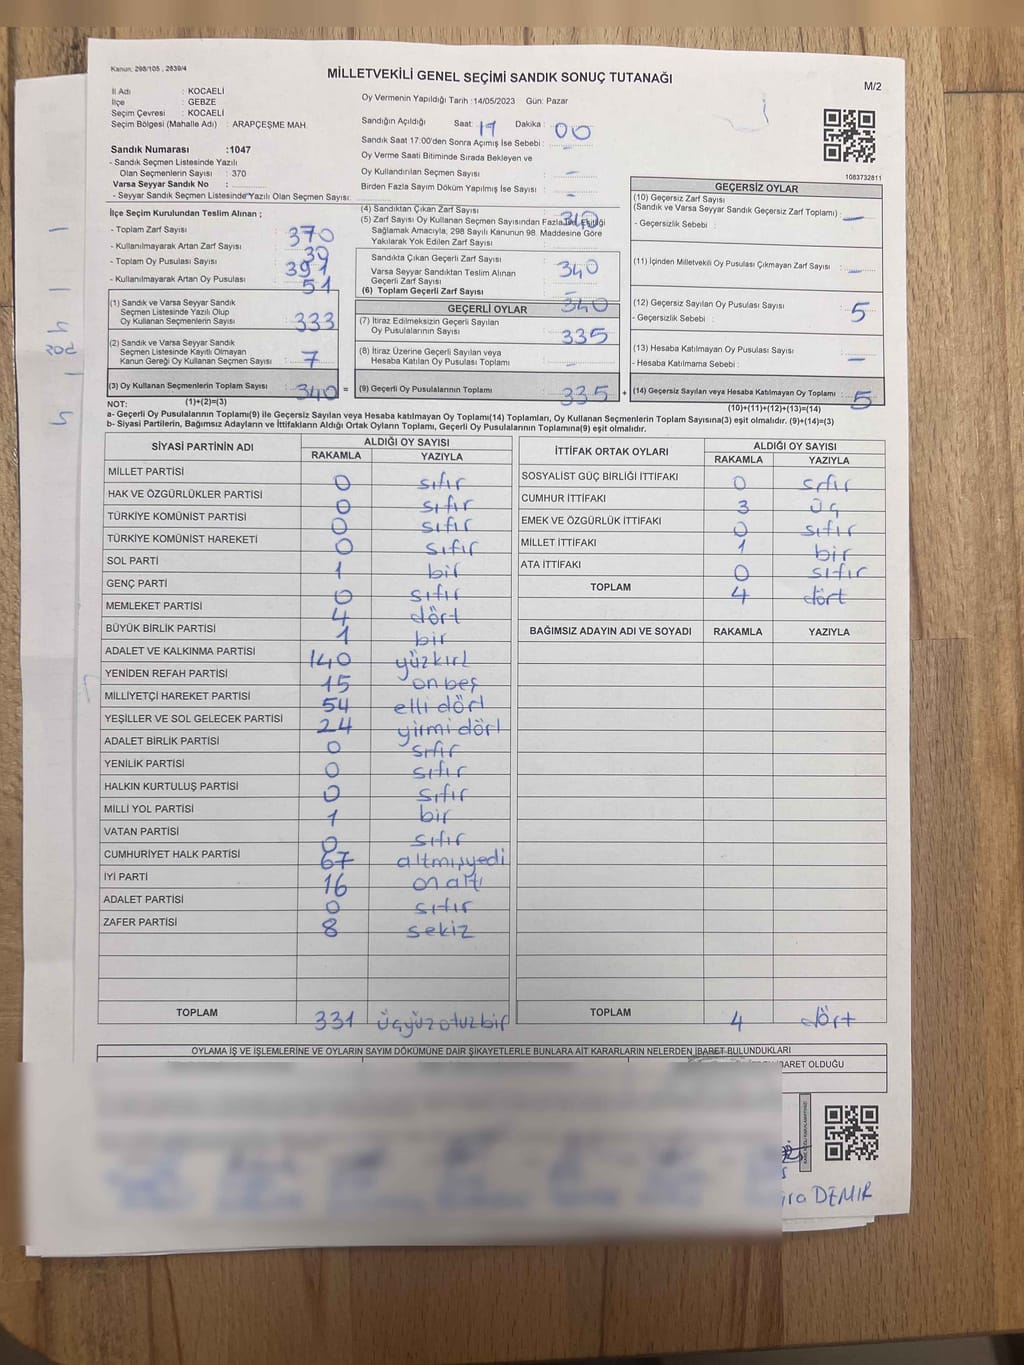 Kanun: 298/105 , 2839/4
MİLLETVEKİLİ GENEL SEÇİMİ SANDIK SONUÇ TUTANAĞI
M/2
İl Adı : KOCAELİ
İlçe : GEBZE
Seçim Çevresi : KOCAELİ
Seçim Bölgesi (Mahalle Adı) : ARAPÇEŞME MAH.
Sandık Numarası :1047
- Sandık Seçmen Listesinde Yazılı
Olan Seçmenlerin Sayısı : 370
Varsa Seyyar Sandık No :
- Seyyar Sandık Seçmen Listesinde Yazılı Olan Seçmen Sayısı:
Oy Vermenin Yapıldığı Tarih :14/05/2023 Gün: Pazar
Sandığın Açıldığı Saat: 17 Dakika : 00
Sandık Saat 17:00'den Sonra Açımış İse Sebebi : –
Oy Verme Saati Bitiminde Sırada Bekleyen ve
Oy Kullandırılan Seçmen Sayısı : –
Birden Fazla Sayım Döküm Yapılmış İse Sayısı : –
1083732811
İlçe Seçim Kurulundan Teslim Alınan ;
- Toplam Zarf Sayısı : 370
- Kullanılmayarak Artan Zarf Sayısı : 30
- Toplam Oy Pusulası Sayısı : 391
- Kullanılmayarak Artan Oy Pusulası : 51
(1) Sandık ve Varsa Seyyar Sandık
Seçmen Listesinde Yazılı Olup
Oy Kullanan Seçmenlerin Sayısı : 333
(2) Sandık ve Varsa Seyyar Sandık
Seçmen Listesinde Kayıtlı Olmayan
Kanun Gereği Oy Kullanan Seçmen Sayısı : 7
(3) Oy Kullanan Seçmenlerin Toplam Sayısı : 340 =
(4) Sandıktan Çıkan Zarf Sayısı : 340
(5) Zarf Sayısı Oy Kullanan Seçmen Sayısından Fazla İse, Eşitliği
Sağlamak Amacıyla, 298 Sayılı Kanunun 98. Maddesine Göre
Yakılarak Yok Edilen Zarf Sayısı :
Sandıkta Çıkan Geçerli Zarf Sayısı : 340
Varsa Seyyar Sandıktan Teslim Alınan
Geçerli Zarf Sayısı : –
(6) Toplam Geçerli Zarf Sayısı : 340
GEÇERLİ OYLAR
(7) İtiraz Edilmeksizin Geçerli Sayılan
Oy Pusulalarının Sayısı : 335
(8) İtiraz Üzerine Geçerli Sayılan veya
Hesaba Katılan Oy Pusulası Toplamı : –
(9) Geçerli Oy Pusulalarının Toplamı : 335 +
GEÇERSİZ OYLAR
(10) Geçersiz Zarf Sayısı
(Sandık ve Varsa Seyyar Sandık Geçersiz Zarf Toplamı) : –
- Geçersizlik Sebebi :
(11) İçinden Milletvekili Oy Pusulası Çıkmayan Zarf Sayısı : –
(12) Geçersiz Sayılan Oy Pusulası Sayısı : 5
- Geçersizlik Sebebi :
(13) Hesaba Katılmayan Oy Pusulası Sayısı : –
- Hesaba Katılmama Sebebi :
(14) Geçersiz Sayılan veya Hesaba Katılmayan Oy Toplamı : 5
(1)+(2)=(3)
(10)+(11)+(12)+(13)=(14)
NOT:
a- Geçerli Oy Pusulalarının Toplamı(9) ile Geçersiz Sayılan veya Hesaba katılmayan Oy Toplamı(14) Toplamları, Oy Kullanan Seçmenlerin Toplam Sayısına(3) eşit olmalıdır. (9)+(14)=(3)
b- Siyasi Partilerin, Bağımsız Adayların ve İttifakların Aldığı Ortak Oyların Toplamı, Geçerli Oy Pusulalarının Toplamına(9) eşit olmalıdır.
SİYASİ PARTİNİN ADI ALDIĞI OY SAYISI
RAKAMLA YAZIYLA
MİLLET PARTİSİ 0 sıfır
HAK VE ÖZGÜRLÜKLER PARTİSİ 0 sıfır
TÜRKİYE KOMÜNİST PARTİSİ 0 sıfır
TÜRKİYE KOMÜNİST HAREKETİ 0 sıfır
SOL PARTİ 1 bir
GENÇ PARTİ 0 sıfır
MEMLEKET PARTİSİ 4 dört
BÜYÜK BİRLİK PARTİSİ 1 bir
ADALET VE KALKINMA PARTİSİ 140 yüzkırk
YENİDEN REFAH PARTİSİ 15 onbeş
MİLLİYETÇİ HAREKET PARTİSİ 54 elli dört
YEŞİLLER VE SOL GELECEK PARTİSİ 24 yirmi dört
ADALET BİRLİK PARTİSİ 0 sıfır
YENİLİK PARTİSİ 0 sıfır
HALKIN KURTULUŞ PARTİSİ 0 sıfır
MİLLİ YOL PARTİSİ 1 bir
VATAN PARTİSİ 0 sıfır
CUMHURİYET HALK PARTİSİ 67 altmışyedi
İYİ PARTİ 16 on altı
ADALET PARTİSİ 0 sıfır
ZAFER PARTİSİ 8 sekiz
TOPLAM 331 üçyüzotuzbir
İTTİFAK ORTAK OYLARI ALDIĞI OY SAYISI
RAKAMLA YAZIYLA
SOSYALİST GÜÇ BİRLİĞİ İTTİFAKI 0 sıfır
CUMHUR İTTİFAKI 3 üç
EMEK VE ÖZGÜRLÜK İTTİFAKI 0 sıfır
MİLLET İTTİFAKI 1 bir
ATA İTTİFAKI 0 sıfır
TOPLAM 4 dört
BAĞIMSIZ ADAYIN ADI VE SOYADI RAKAMLA YAZIYLA
TOPLAM 4 dört
OYLAMA İŞ VE İŞLEMLERİNE VE OYLARIN SAYIM DÖKÜMÜNE DAİR ŞİKAYETLERLE BUNLARA AİT KARARLARIN NELERDEN İBARET BULUNDUKLARI
BARET OLDUĞU
DEMİR